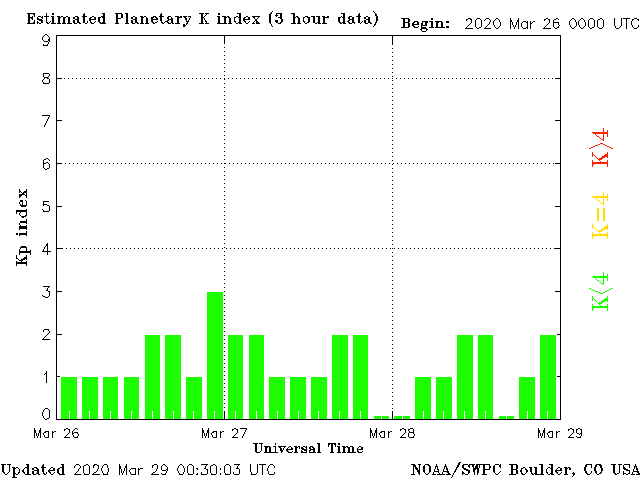 Estimated Planetary K index (3 hour data)
Begin: 2020 Mar 26 0000 UTC
9
8
7
6
5
4
3
2
1
0
Kp index
K>4
K=4
K<4
Mar 26
Mar 27
Mar 28
Mar 29
Universal Time
Updated 2020 Mar 29 00:30:03 UTC
NOAA/SWPC Boulder, CO USA